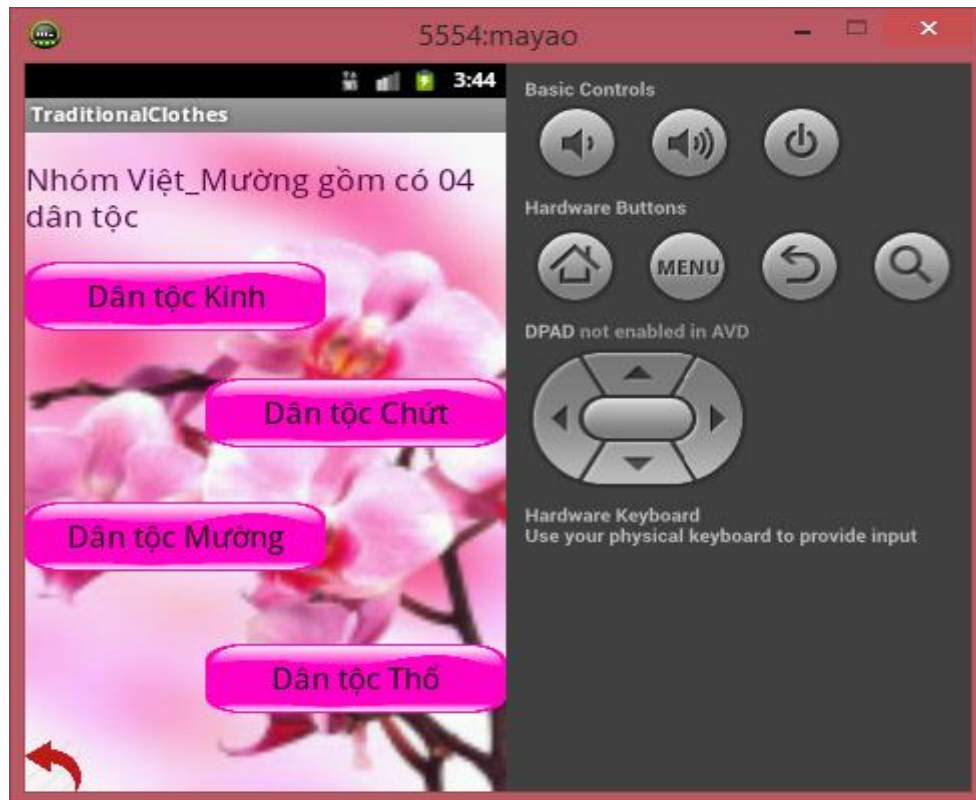 5554:mayao
3:44
TraditionalClothes
Nhóm Việt_Mường gồm có 04
dân tộc
Dân tộc Kinh
Dân tộc Chứt
Dân tộc Mường
Dân tộc Thổ
Basic Controls
Hardware Buttons
MENU
DPAD not enabled in AVD
Hardware Keyboard
Use your physical keyboard to provide input